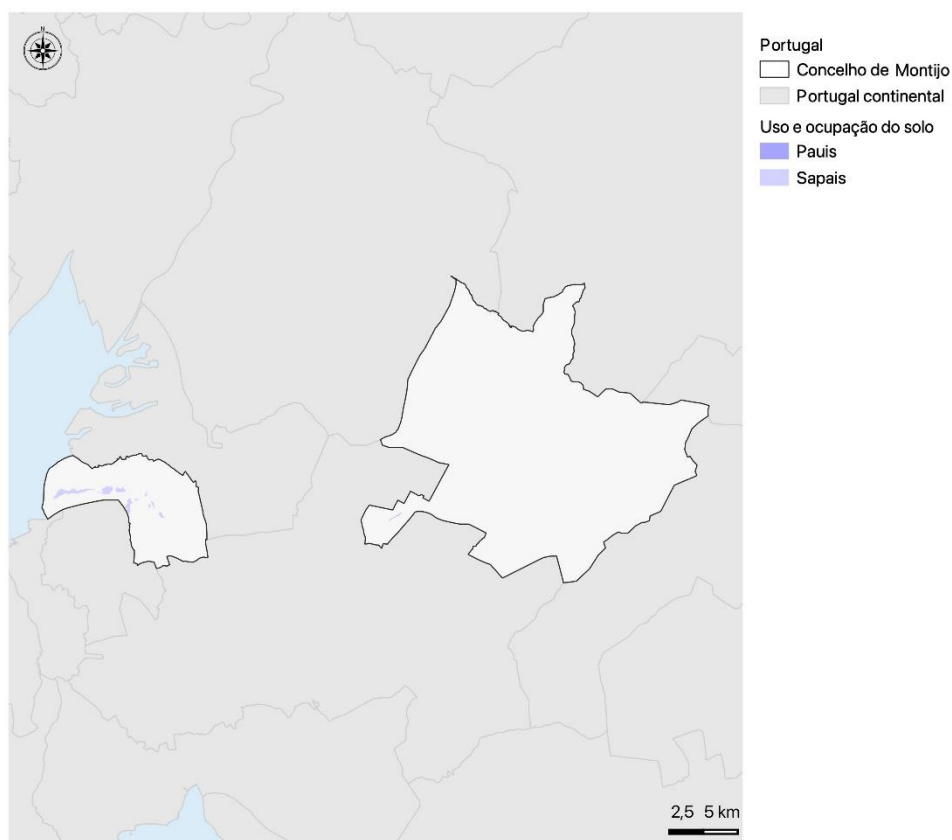 N
Portugal
Concelho de Montijo
Portugal continental
Uso e ocupação do solo
Pauis
Sapais
2,5 5 km